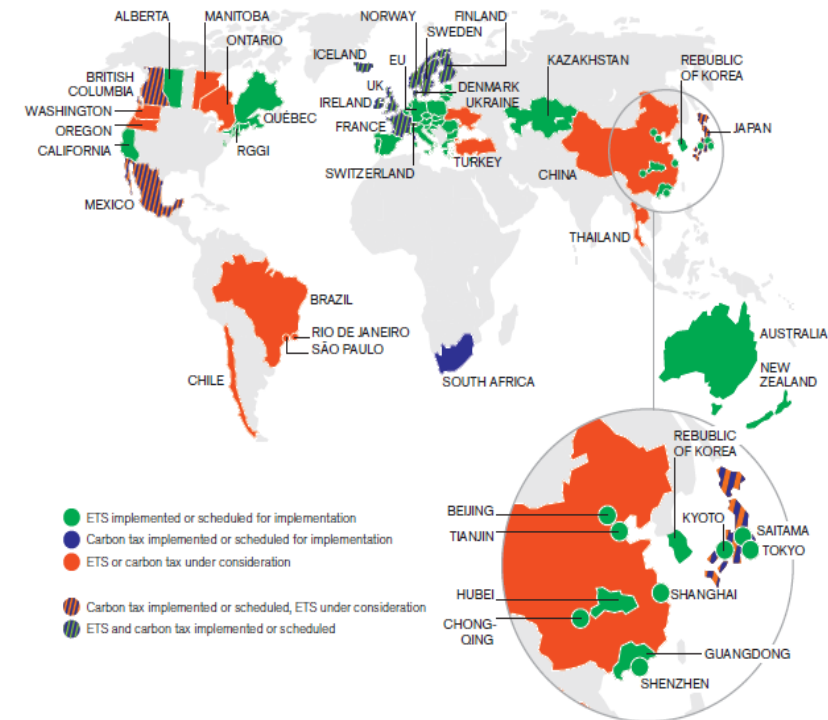 ALBERTA
MANITOBA
ONTARIO
BRITISH
COLUMBIA
WASHINGTON
OREGON
CALIFORNIA
QUÉBEC
RGGI
MEXICO
NORWAY
FINLAND
SWEDEN
ICELAND
EU
UK
IRELAND
FRANCE
DENMARK
UKRAINE
SWITZERLAND
TURKEY
KAZAKHSTAN
REPUBLIC
OF KOREA
JAPAN
CHINA
THAILAND
BRAZIL
RIO DE JANEIRO
SÃO PAULO
CHILE
SOUTH AFRICA
AUSTRALIA
NEW
ZEALAND
REPUBLIC
OF KOREA
BEIJING
TIANJIN
KYOTO
SAITAMA
TOKYO
HUBEI
SHANGHAI
CHONG-
QING
GUANGDONG
SHENZHEN
ETS implemented or scheduled for implementation
Carbon tax implemented or scheduled for implementation
ETS or carbon tax under consideration
Carbon tax implemented or scheduled, ETS under consideration
ETS and carbon tax implemented or scheduled